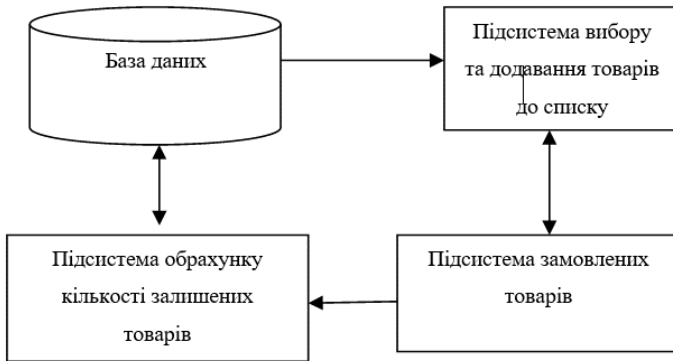 База даних
Підсистема вибору
та додавання товарів
до списку
Підсистема обрахунку
кількості залишених
товарів
Підсистема замовлених
товарів